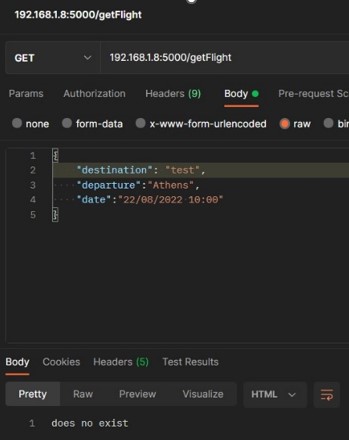 192.168.1.8:5000/getFlight
GET 192.168.1.8:5000/getFlight
Params Authorization Headers (9) Body Pre-request Sc
none form-data x-www-form-urlencoded raw bin
1 {
2 "destination": "test",
3 "departure":"Athens",
4 "date":"22/08/2022 10:00"
5 }
Body Cookies Headers (5) Test Results
Pretty Raw Preview Visualize HTML
1 does no exist